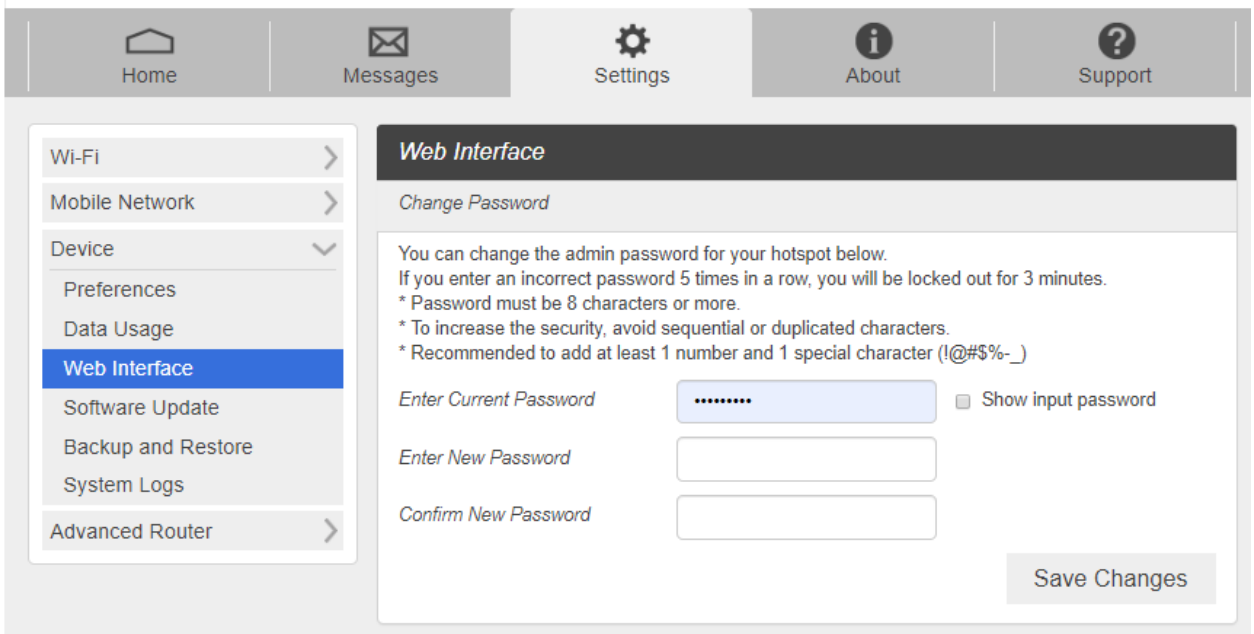 Home
Messages
Settings
About
Support
Wi-Fi
Mobile Network
Device
Preferences
Data Usage
Web Interface
Software Update
Backup and Restore
System Logs
Advanced Router
Web Interface
Change Password
You can change the admin password for your hotspot below.
If you enter an incorrect password 5 times in a row, you will be locked out for 3 minutes.
* Password must be 8 characters or more.
* To increase the security, avoid sequential or duplicated characters.
* Recommended to add at least 1 number and 1 special character (!@#$%-_)
Enter Current Password ••••••••• Show input password
Enter New Password
Confirm New Password
Save Changes